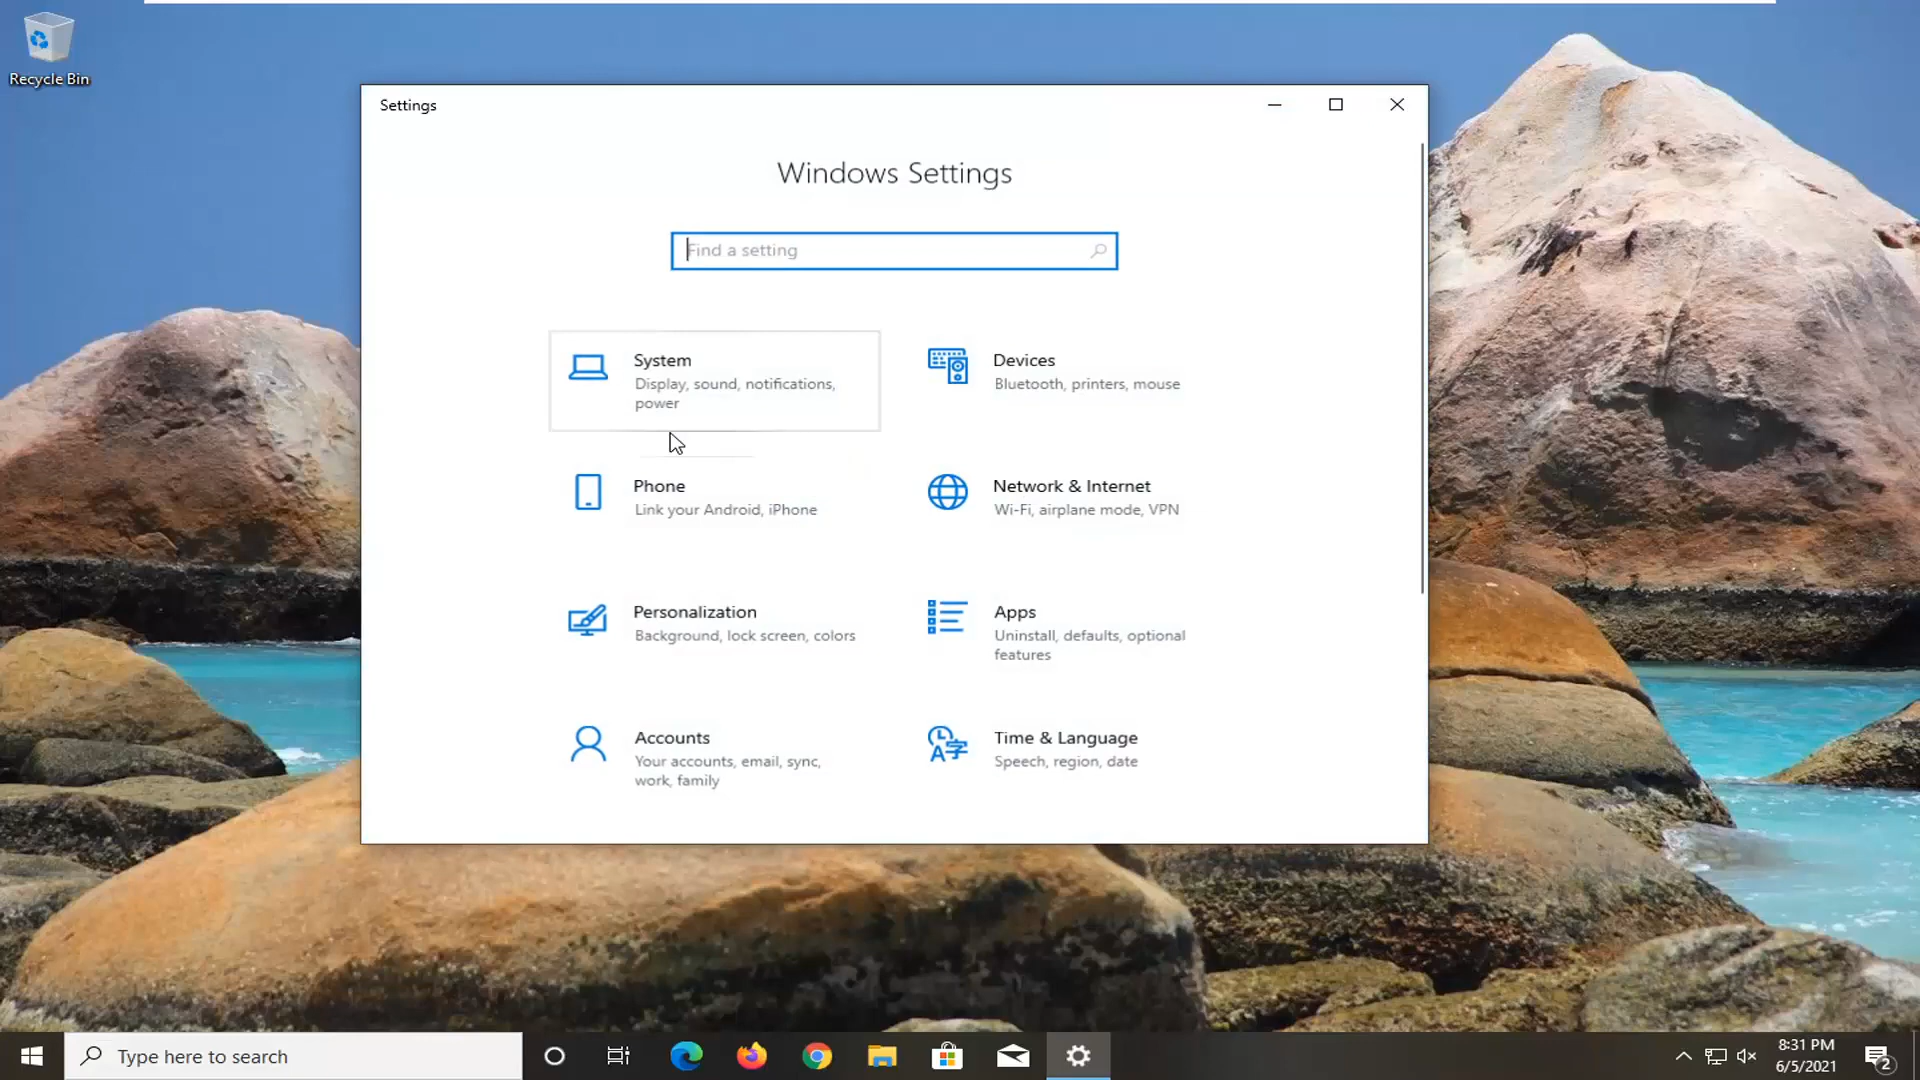 Recycle Bin
Settings
Windows Settings
Find a setting
System
Display, sound, notifications,
power
Devices
Bluetooth, printers, mouse
Phone
Link your Android, iPhone
Network & Internet
Wi-Fi, airplane mode, VPN
Personalization
Background, lock screen, colors
Apps
Uninstall, defaults, optional
features
Accounts
Your accounts, email, sync,
work, family
Time & Language
Speech, region, date
Type here to search
8:31 PM
6/5/2021
2